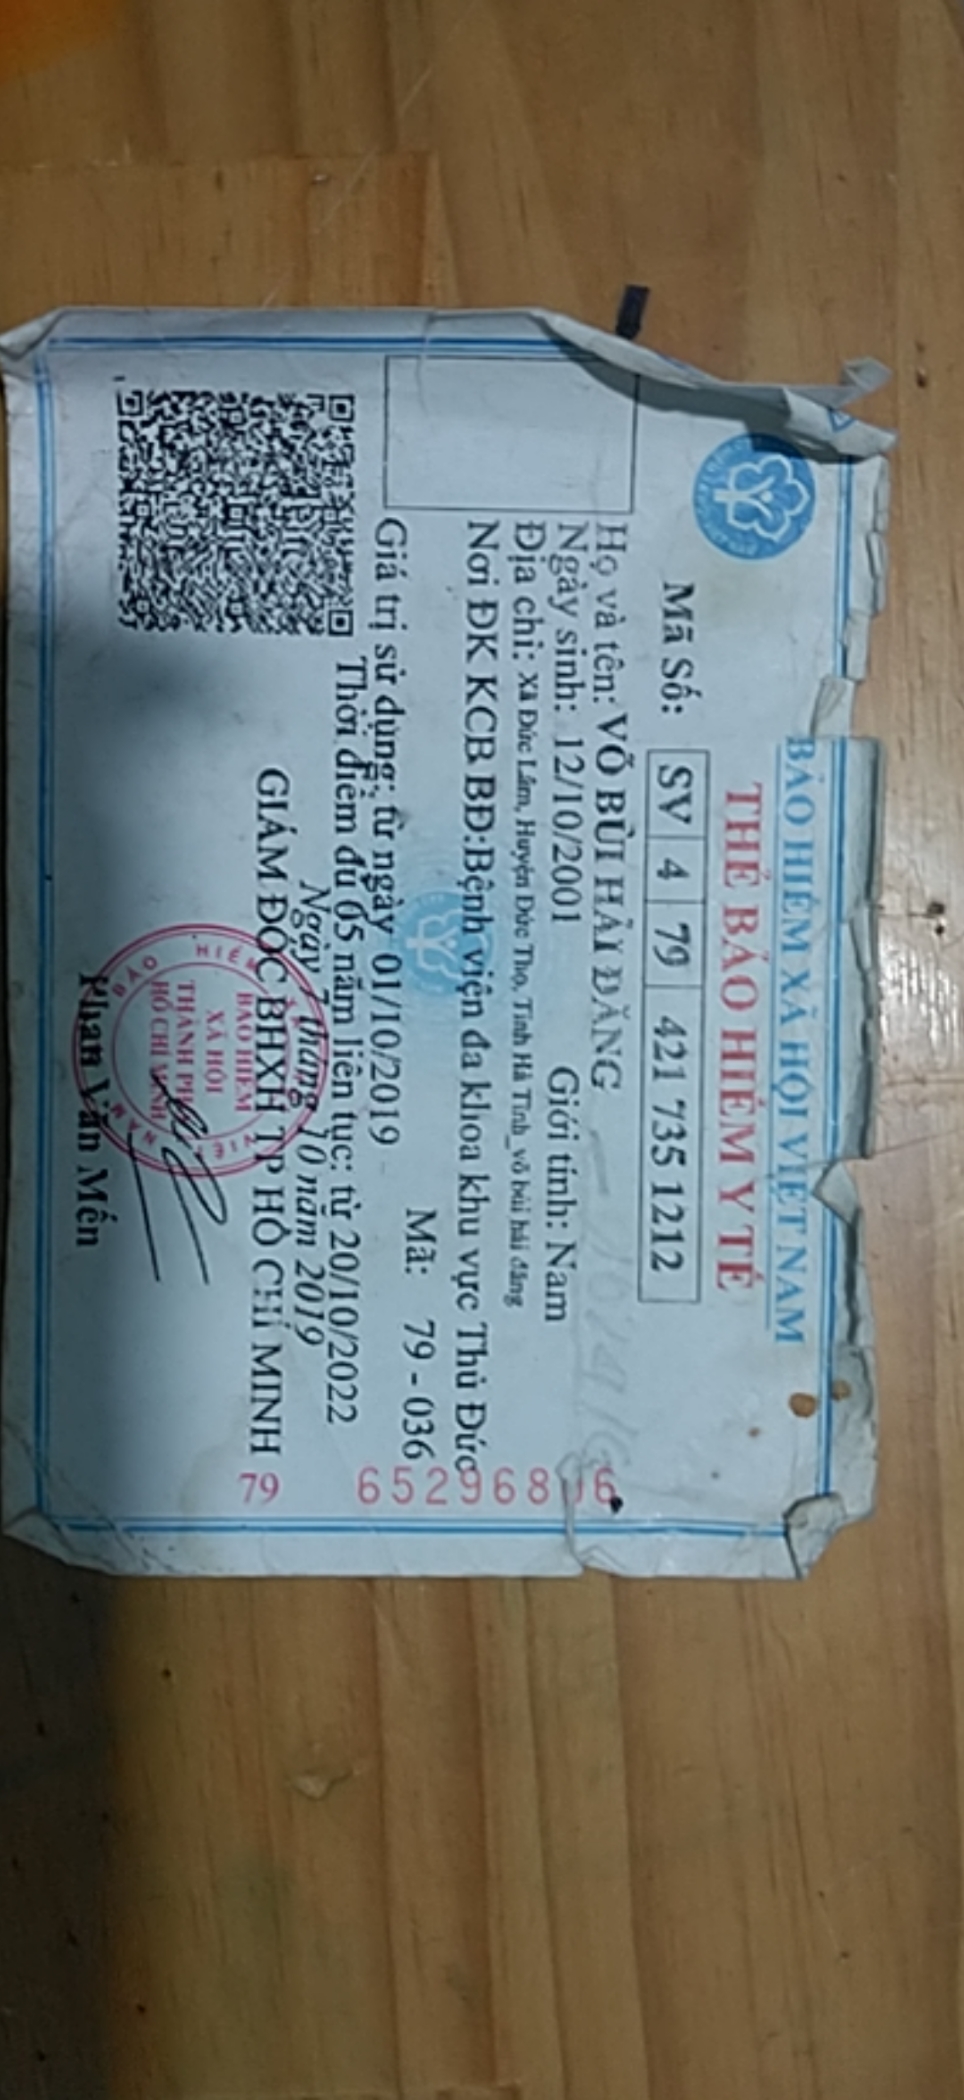 BẢO HIỂM XÃ HỘI VIỆT NAM
THẺ BẢO HIỂM Y TẾ
Mã Số: SV 4 79 421 735 1212
Họ và tên: VÕ BÙI HẢI ĐĂNG
Ngày sinh: 12/10/2001 Giới tính: Nam
Địa chỉ: Xã Đức Lâm, Huyện Đức Thọ, Tỉnh Hà Tĩnh_võ bùi hải đăng
Nơi ĐK KCB BĐ:Bệnh viện đa khoa khu vực Thủ Đức
Mã: 79 - 036
Giá trị sử dụng: từ ngày 01/10/2019
Thời điểm đủ 05 năm liên tục: từ 20/10/2022
Ngày 7 tháng 10 năm 2019
GIÁM ĐỐC BHXH TP HỒ CHÍ MINH
79
BẢO HIỂM
XÃ HỘI
THÀNH PHỐ
HỒ CHÍ MINH
BẢO HIỂM VIỆT NAM
Phan Văn Mến